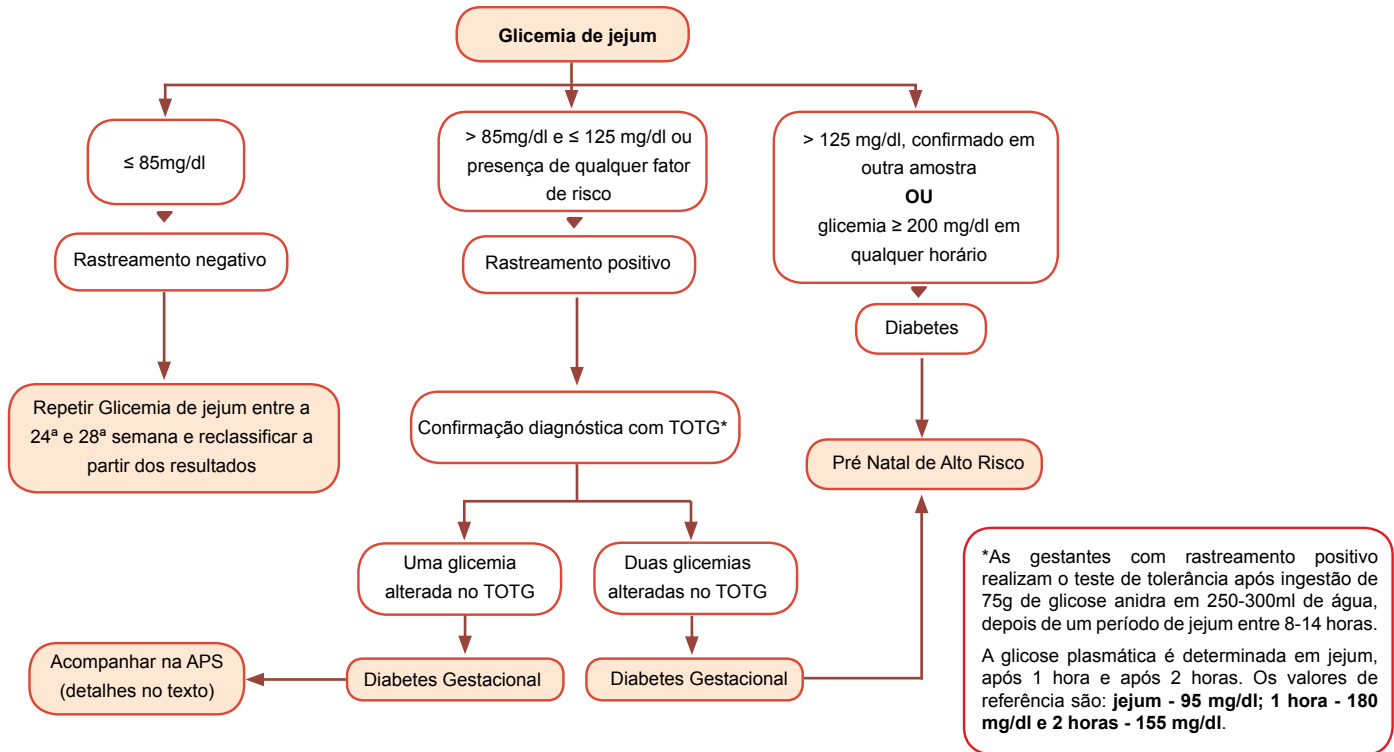 Glicemia de jejum
≤ 85mg/dl
> 85mg/dl e ≤ 125 mg/dl ou
presença de qualquer fator
de risco
> 125 mg/dl, confirmado em
outra amostra
OU
glicemia ≥ 200 mg/dl em
qualquer horário
Rastreamento negativo
Rastreamento positivo
Diabetes
Repetir Glicemia de jejum entre a
24ª e 28ª semana e reclassificar a
partir dos resultados
Confirmação diagnóstica com TOTG*
Pré Natal de Alto Risco
Uma glicemia
alterada no TOTG
Duas glicemias
alteradas no TOTG
Acompanhar na APS
(detalhes no texto)
Diabetes Gestacional
Diabetes Gestacional
*As gestantes com rastreamento positivo
realizam o teste de tolerância após ingestão de
75g de glicose anidra em 250-300ml de água,
depois de um período de jejum entre 8-14 horas.
A glicose plasmática é determinada em jejum,
após 1 hora e após 2 horas. Os valores de
referência são: jejum - 95 mg/dl; 1 hora - 180
mg/dl e 2 horas - 155 mg/dl.